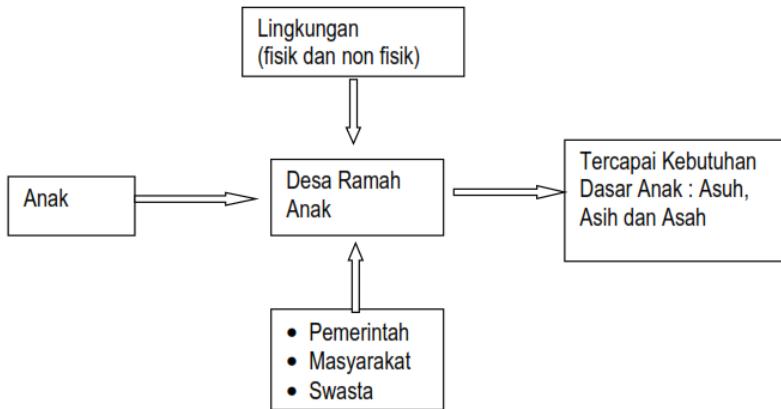 Lingkungan
(fisik dan non fisik)
Anak
Desa Ramah
Anak
Tercapai Kebutuhan
Dasar Anak : Asuh,
Asih dan Asah
• Pemerintah
• Masyarakat
• Swasta